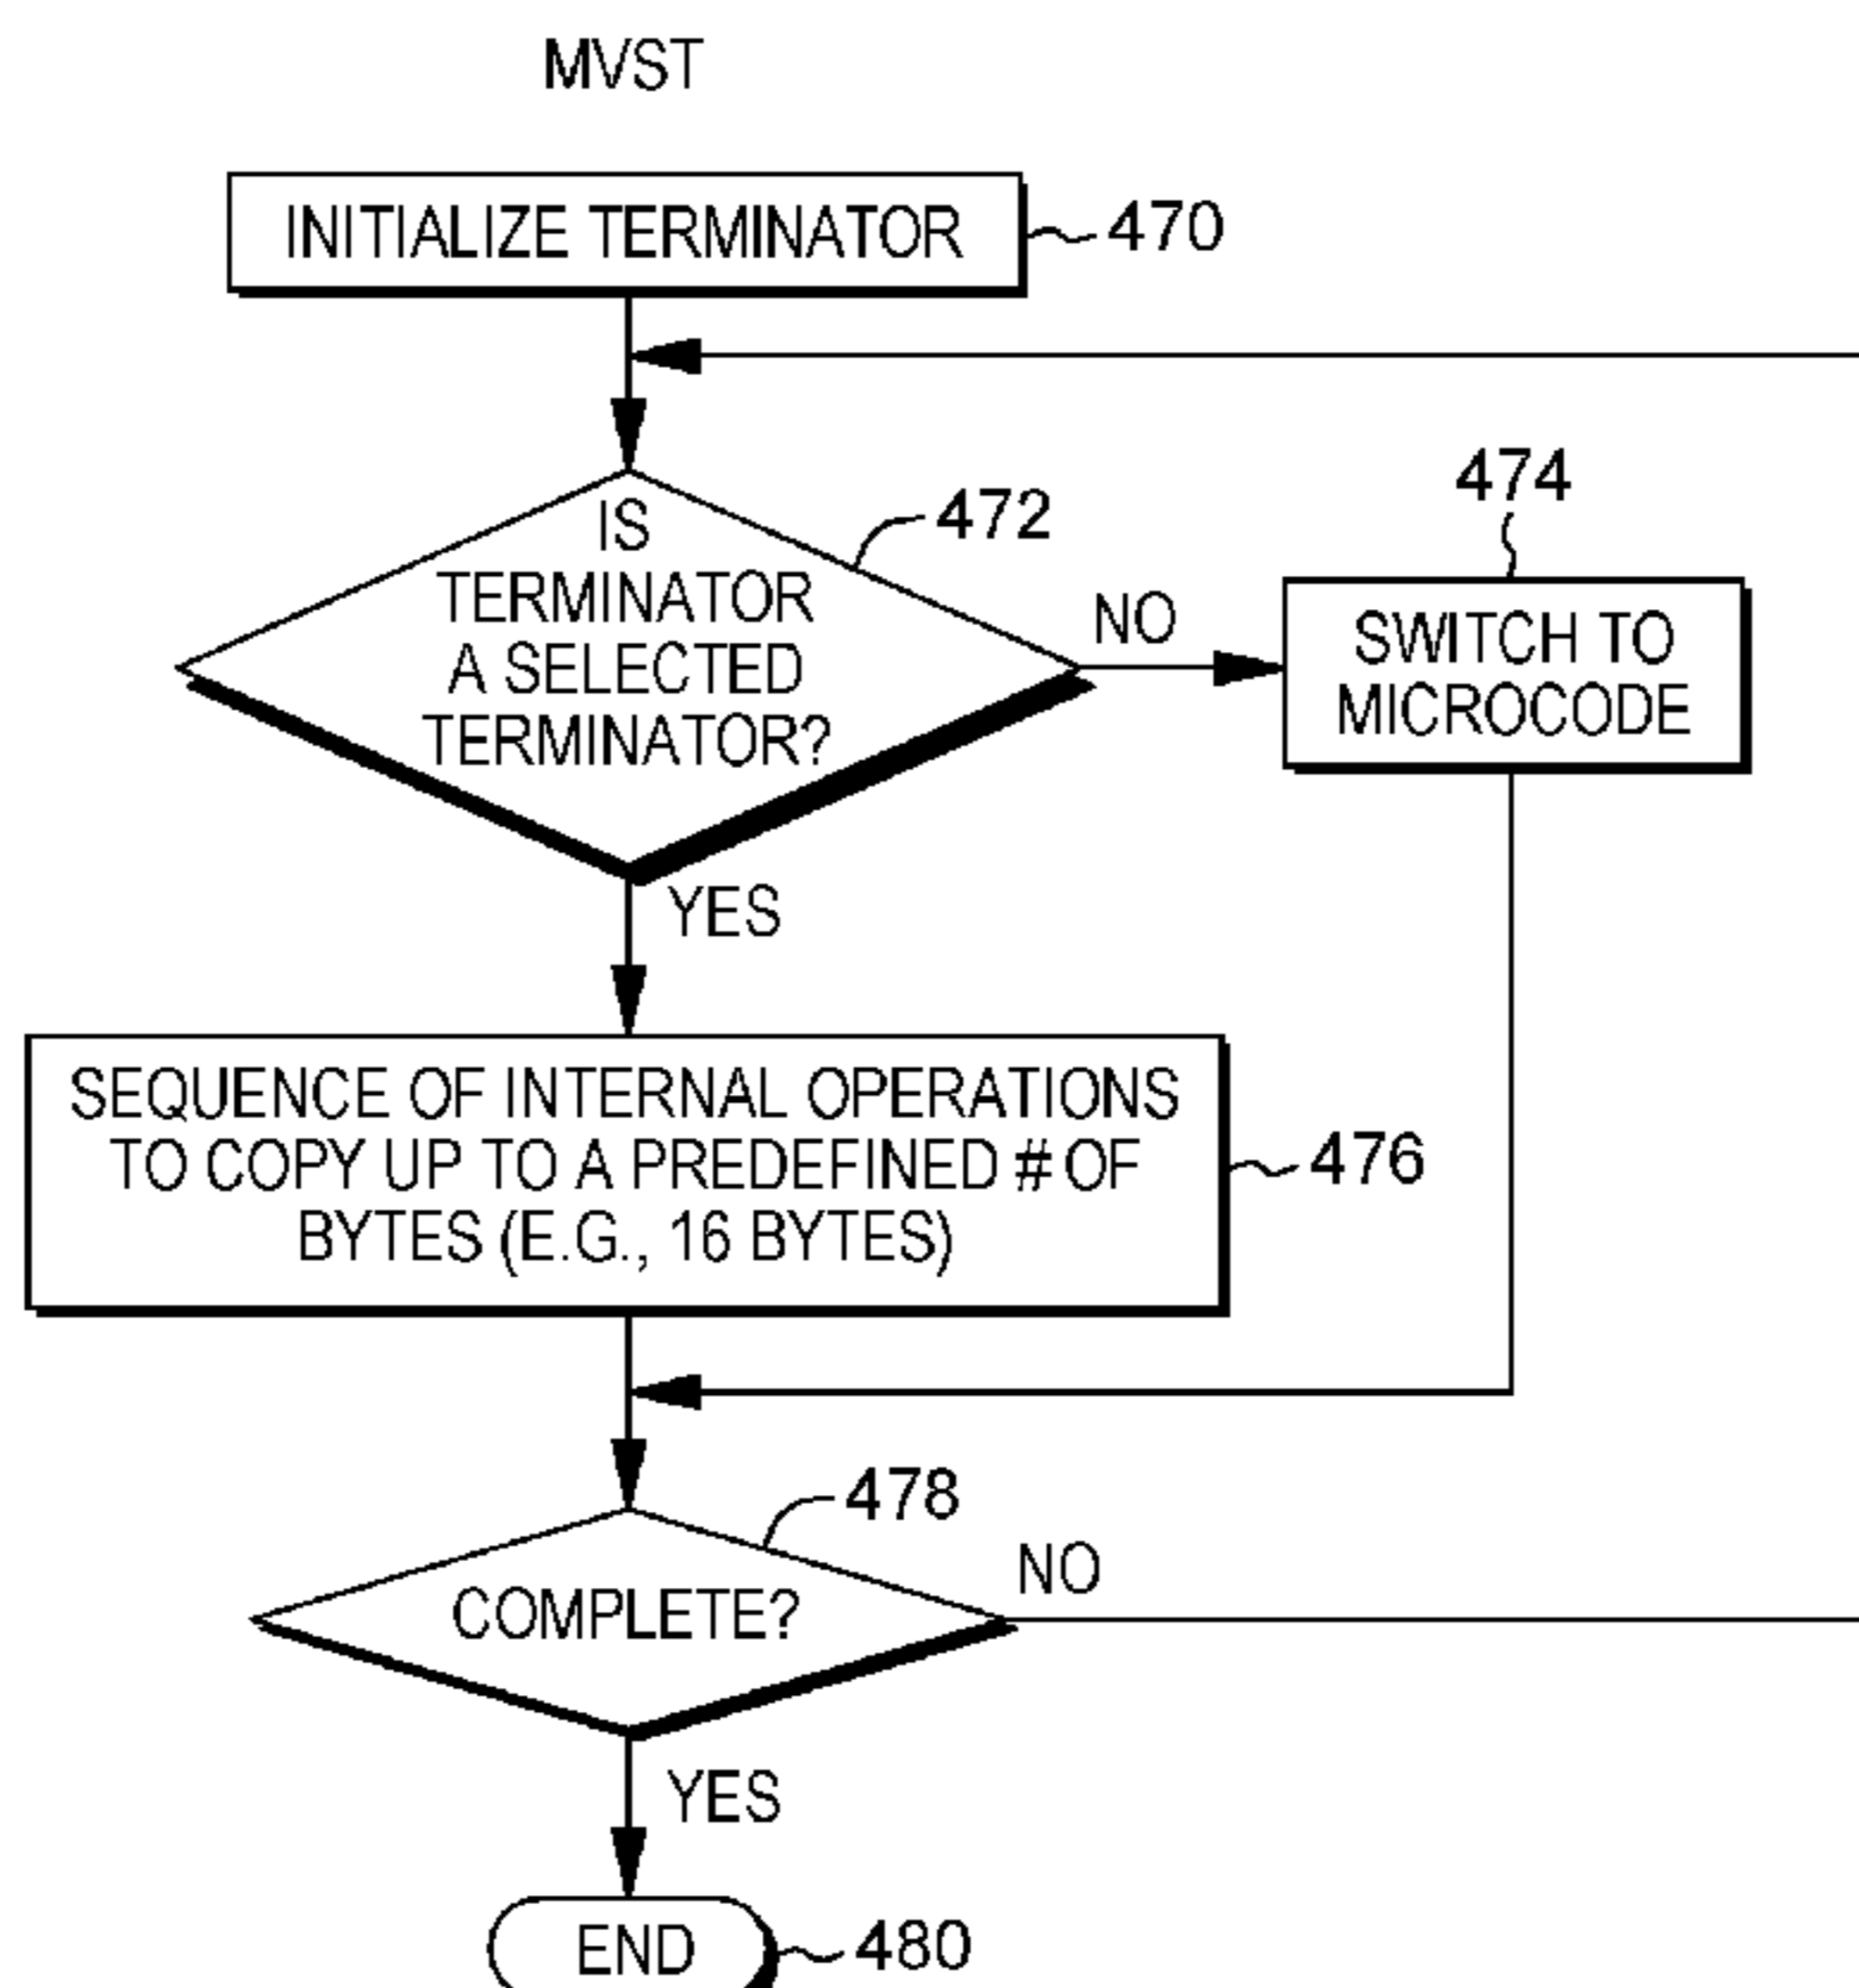 MVST
INITIALIZE TERMINATOR
470
IS
TERMINATOR
A SELECTED
TERMINATOR?
472
NO
474
SWITCH TO
MICROCODE
YES
SEQUENCE OF INTERNAL OPERATIONS
TO COPY UP TO A PREDEFINED # OF
BYTES (E.G., 16 BYTES)
476
478
COMPLETE?
NO
YES
END
480